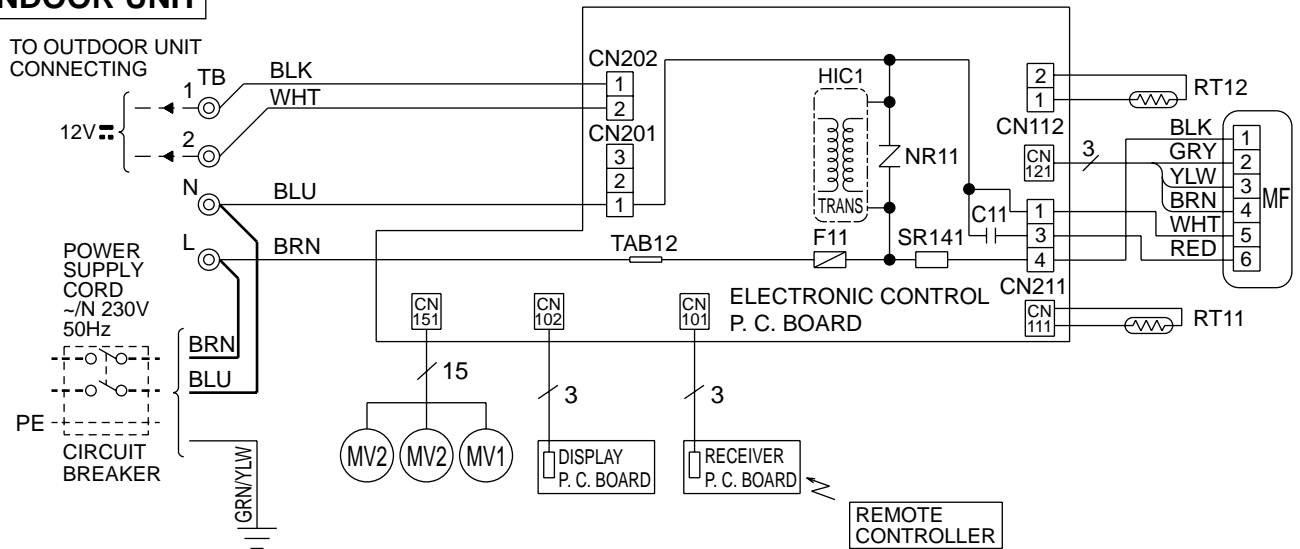 INDOOR UNIT
TO OUTDOOR UNIT
CONNECTING
12V
1
TB
2
N
L
BLK
WHT
BLU
BRN
CN202
1
2
CN201
3
2
1
TAB12
HIC1
TRANS
NR11
F11
SR141
C11
2
1
CN112
RT12
CN
121
3
1
3
4
CN211
CN
111
RT11
BLK
GRY
YLW
BRN
WHT
RED
1
2
3
4
5
6
MF
ELECTRONIC CONTROL
P. C. BOARD
POWER
SUPPLY
CORD
~/N 230V
50Hz
BRN
BLU
PE
CIRCUIT
BREAKER
GRN/YLW
CN
151
15
MV2
MV2
MV1
CN
102
3
DISPLAY
P. C. BOARD
CN
101
3
RECEIVER
P. C. BOARD
REMOTE
CONTROLLER